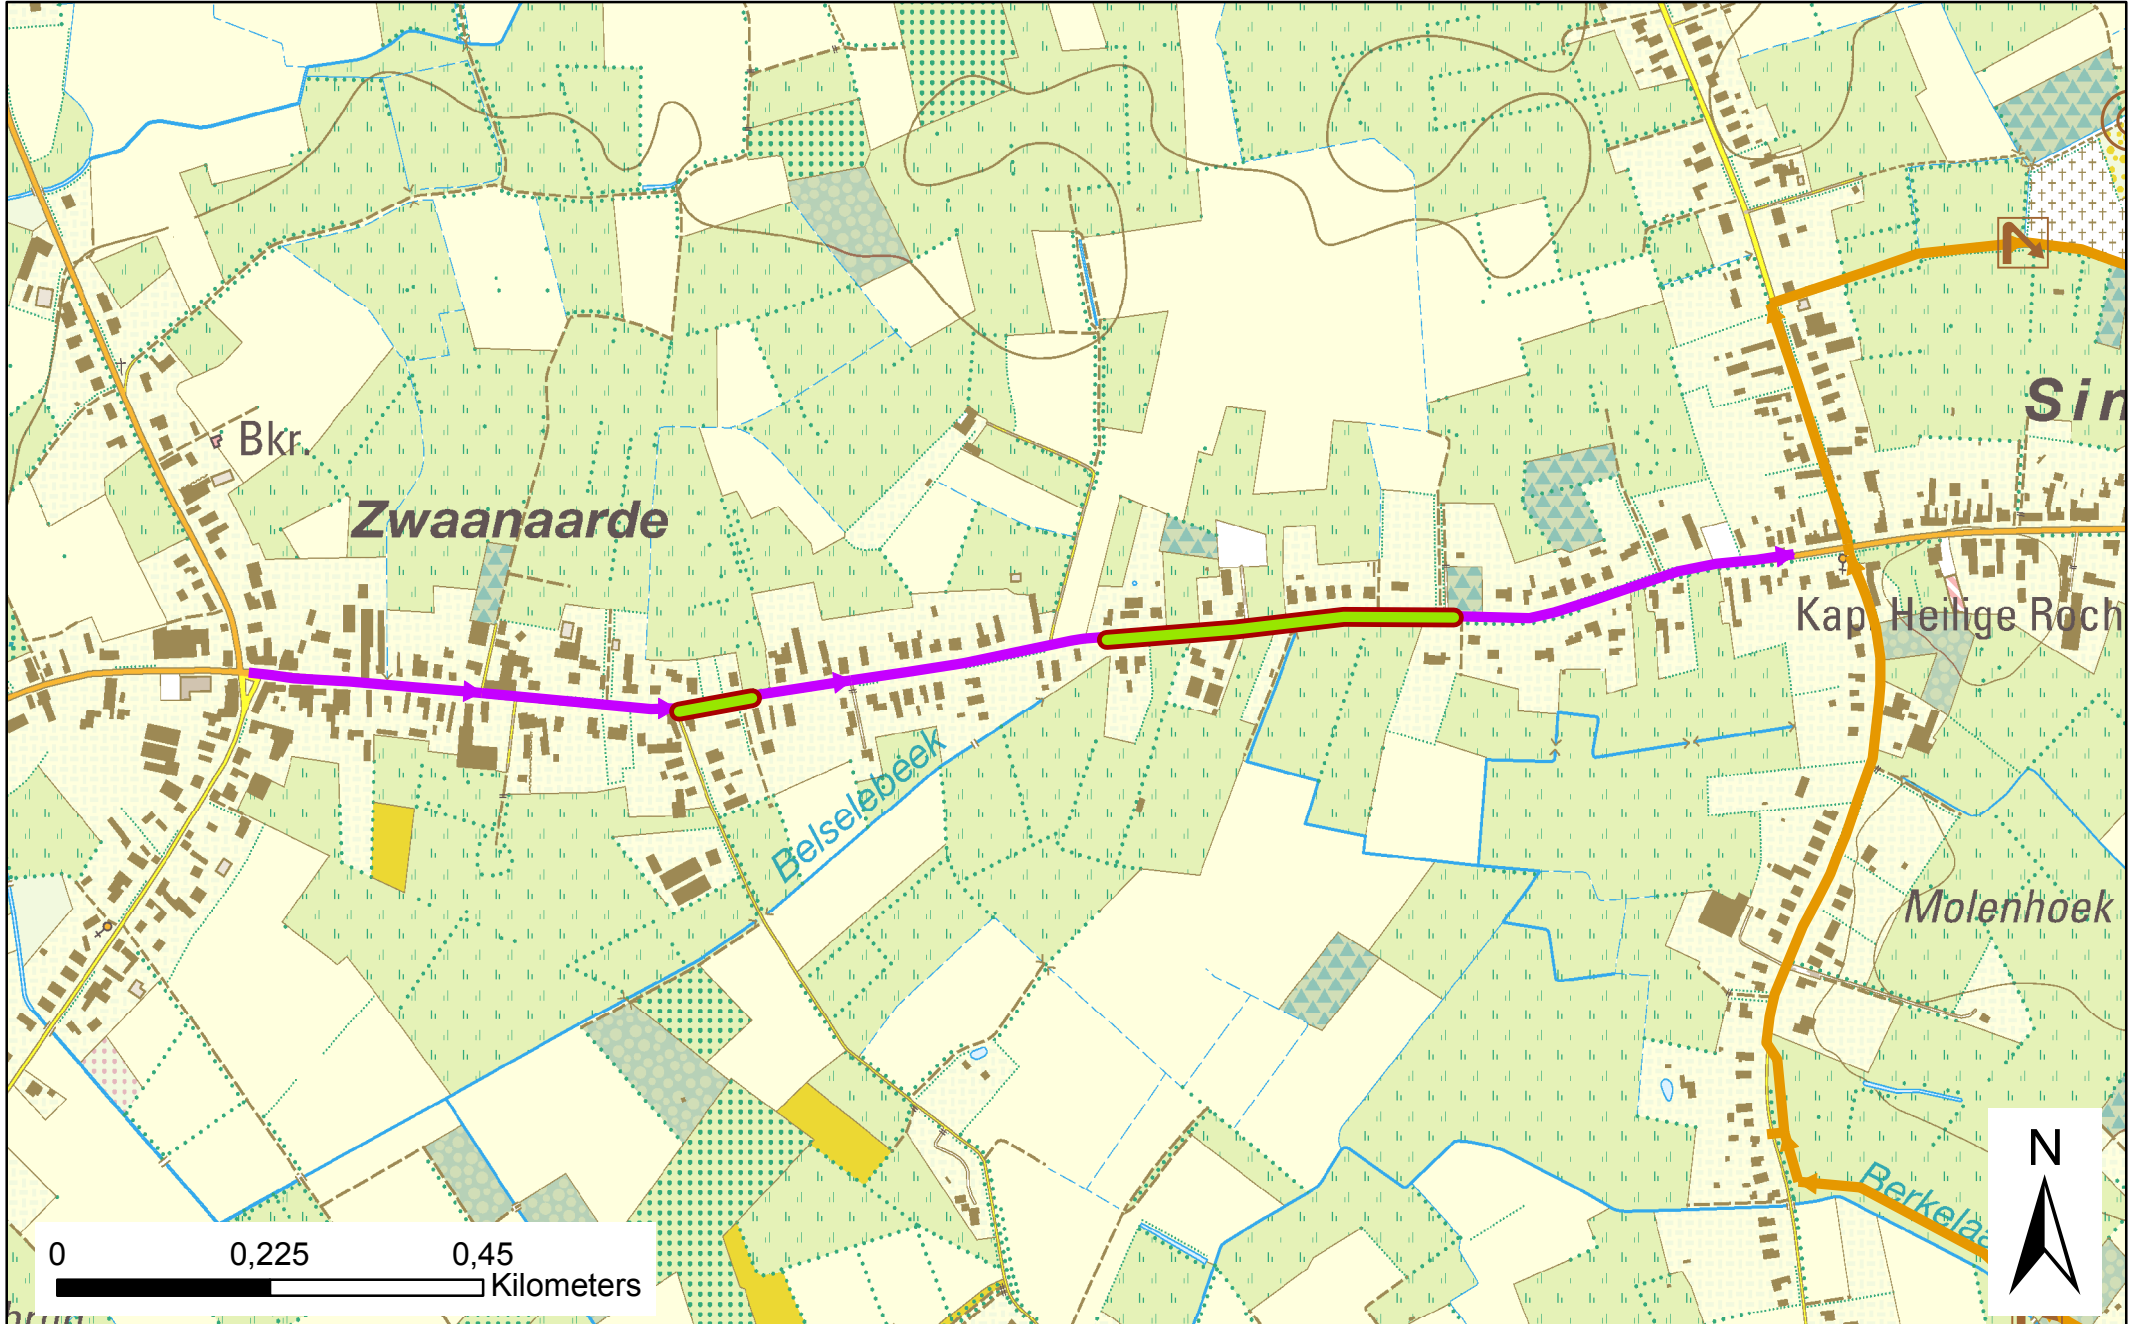 Sin
Bkr.
Zwaanaarde
Kap Heilige Roch
Belselebeek
Molenhoek
N
Berkelaa
0 0,225 0,45
Kilometers